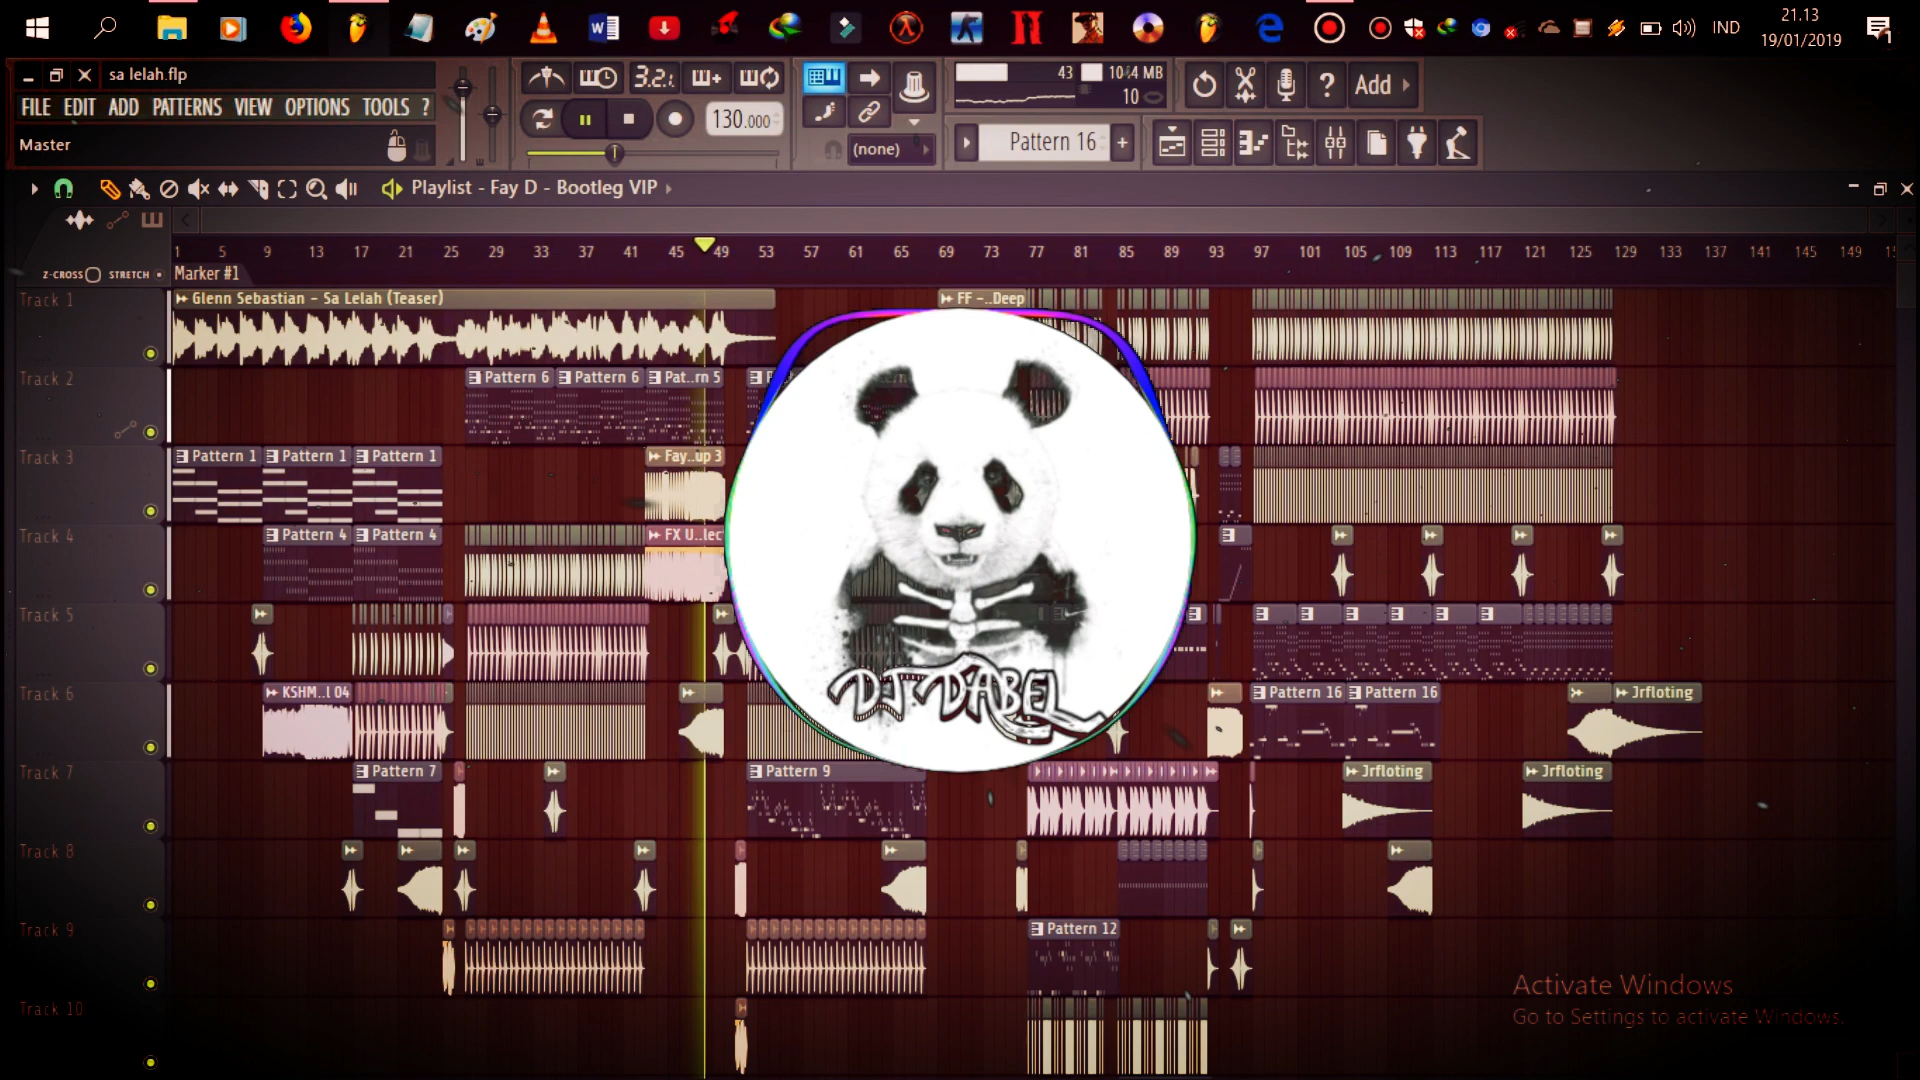 21.13
IND
19/01/2019
sa lelah.flp
FILE EDIT ADD PATTERNS VIEW OPTIONS TOOLS ?
Master
3.2:
130.000
(none)
43
10
Pattern 16 +
? Add
Playlist - Fay D - Bootleg VIP
1 5 9 13 17 21 25 29 33 37 41 45 49 53 57 61 65 69 73 77 81 85 89 93 97 101 105 109 113 117 121 125 129 133 137 141 145 149
Z-CROSS STRETCH Marker #1
Track 1 Glenn Sebastian - Sa Lelah (Teaser) FF -..Deep
Track 2 Pattern 6 Pattern 6 Pat..rn 5
Track 3 Pattern 1 Pattern 1 Pattern 1 Fay..up 3
Track 4 Pattern 4 Pattern 4 FX U..lec
Track 5
Track 6 KSHM..l 04 Pattern 16 Pattern 16 Jrfloting
DJ DABEL
Track 7 Pattern 7 Pattern 9 Jrfloting Jrfloting
Track 8
Track 9 Pattern 12
Track 10
Activate Windows
Go to Settings to activate Windows.